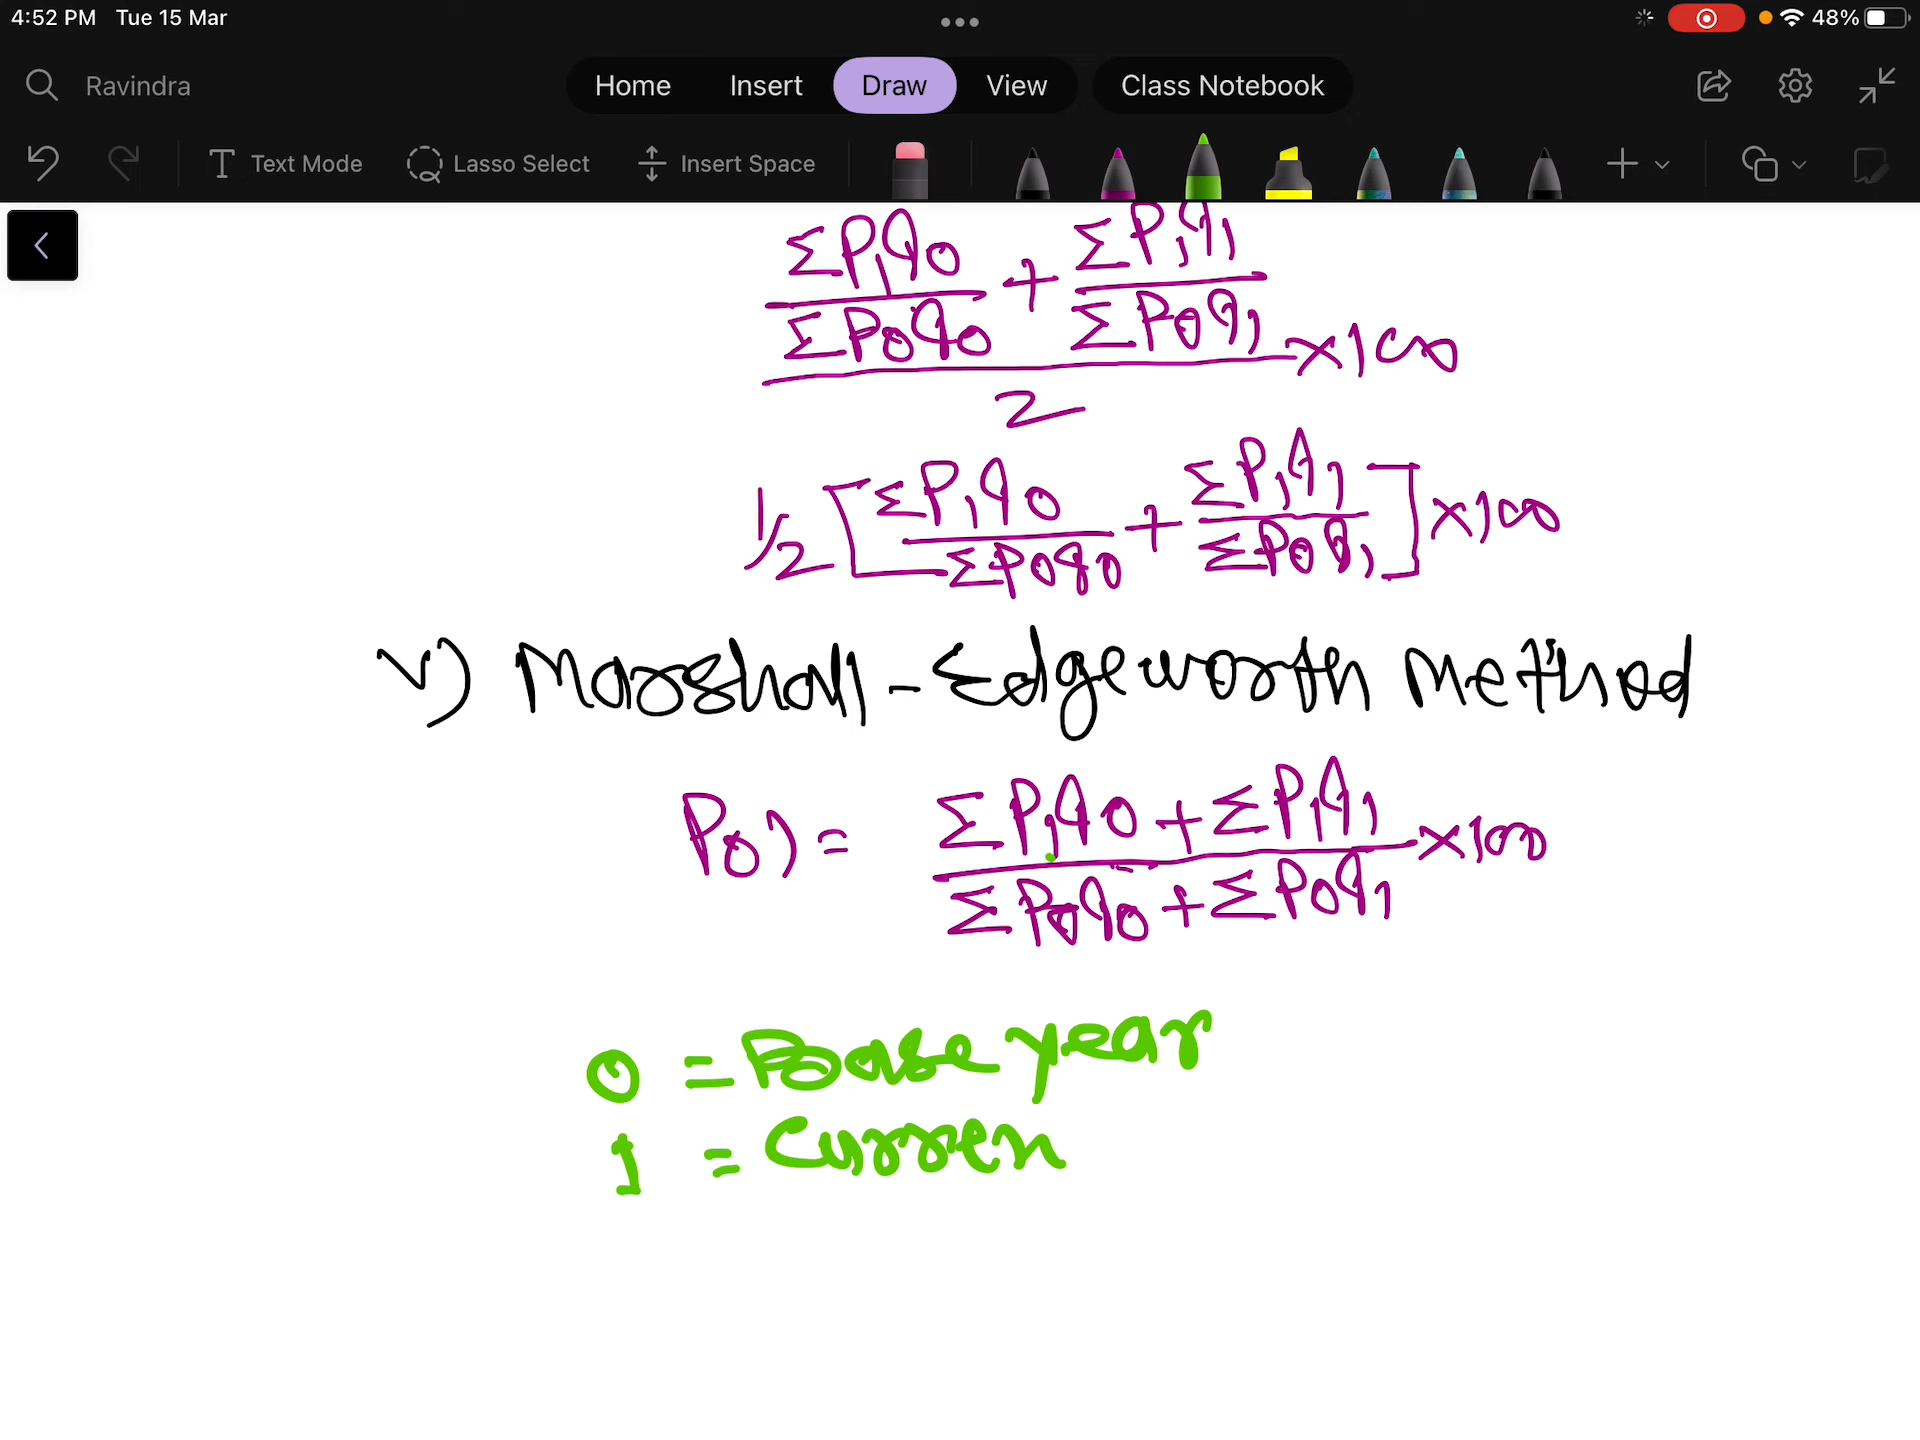 4:52 PM Tue 15 Mar 48%
Ravindra Home Insert Draw View Class Notebook
Text Mode Lasso Select Insert Space
ΣP₁q₀ / ΣP₀q₀ + ΣP₁q₁ / ΣP₀q₁
/ 2 ×100
1/2 [ΣP₁q₀ / ΣP₀q₀ + ΣP₁q₁ / ΣP₀q₁] ×100
V) Marshall - Edgeworth Method
P₀₁ = ΣP₁q₀ + ΣP₁q₁ / ΣP₀q₀ + ΣP₀q₁ ×100
0 = Base year
1 = Curren